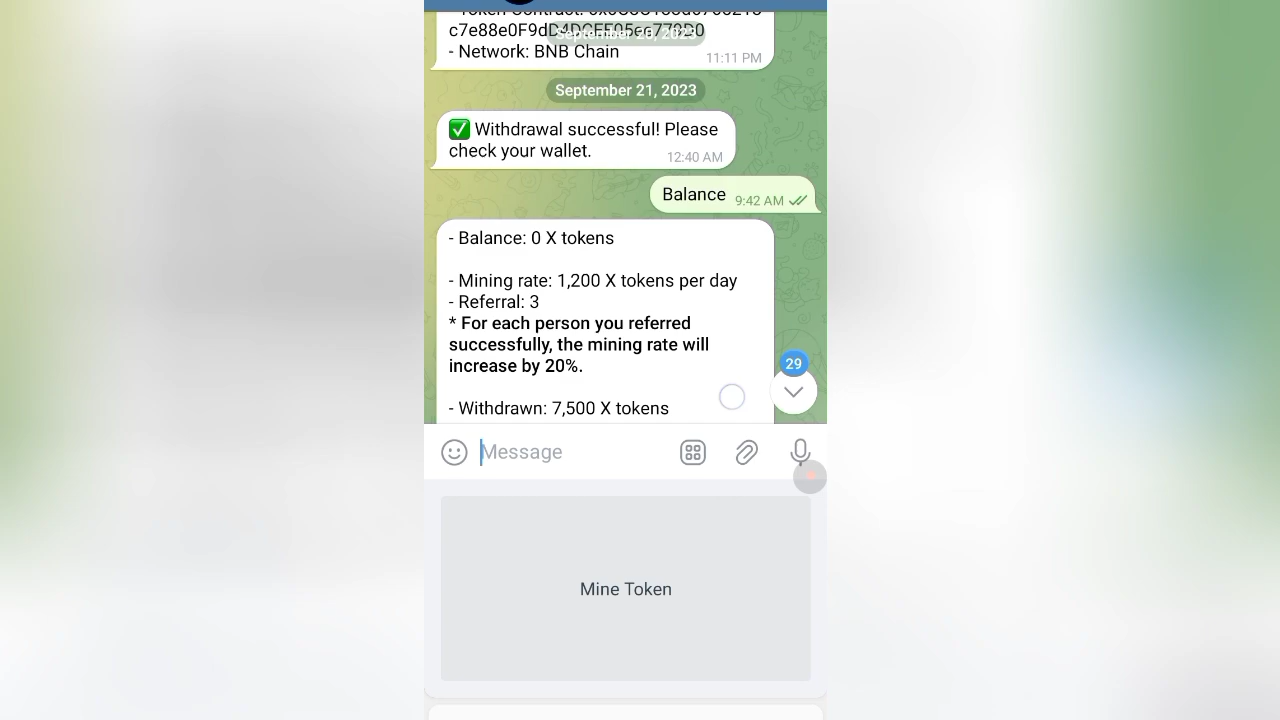 c7e88e0F9dD4DCEE05ec772B0
- Network: BNB Chain
11:11 PM
September 21, 2023
✅ Withdrawal successful! Please
check your wallet.
12:40 AM
Balance 9:42 AM
- Balance: 0 X tokens
- Mining rate: 1,200 X tokens per day
- Referral: 3
* For each person you referred
successfully, the mining rate will
increase by 20%.
29
- Withdrawn: 7,500 X tokens
Message
Mine Token